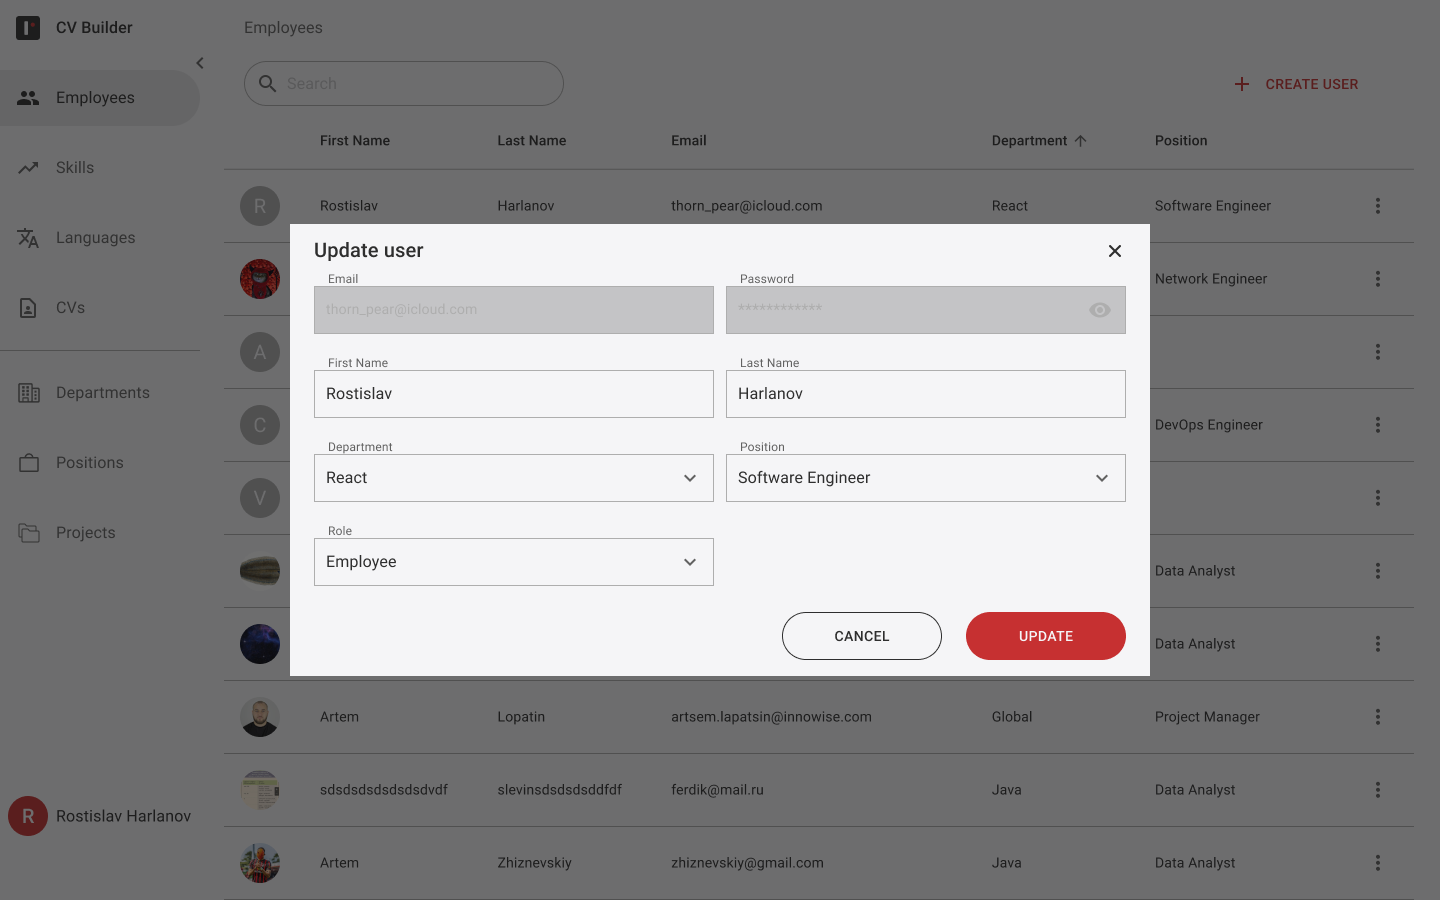 CV Builder
Employees
Employees
Skills
Languages
CVs
Departments
Positions
Projects
Rostislav Harlanov
R
Search
CREATE USER
First Name Last Name Email Department Position
R Rostislav Harlanov thorn_pear@icloud.com React Software Engineer
Network Engineer
A
C DevOps Engineer
V
Data Analyst
Data Analyst
Artem Lopatin artsem.lapatsin@innowise.com Global Project Manager
sdsdsdsdsdsdsdvdf slevinsdsdsdsddfdf ferdik@mail.ru Java Data Analyst
Artem Zhiznevskiy zhiznevskiy@gmail.com Java Data Analyst
Update user
Email
thorn_pear@icloud.com
Password
************
First Name
Rostislav
Last Name
Harlanov
Department
React
Position
Software Engineer
Role
Employee
CANCEL
UPDATE